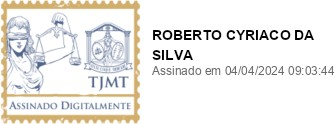 TJMT
ASSINADO DIGITALMENTE
ROBERTO CYRIACO DA
SILVA
Assinado em 04/04/2024 09:03:44